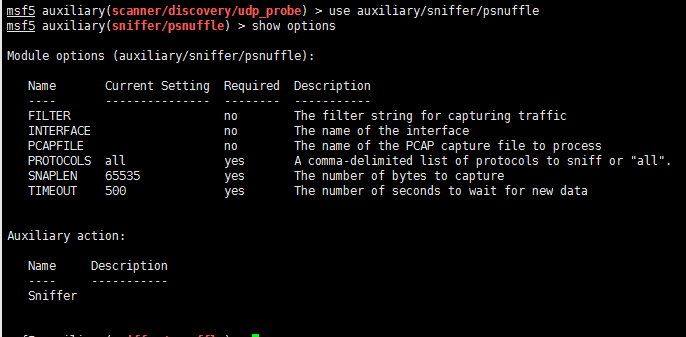 msf5 auxiliary(scanner/discovery/udp_probe) > use auxiliary/sniffer/psnuffle
msf5 auxiliary(sniffer/psnuffle) > show options
Module options (auxiliary/sniffer/psnuffle):
Name Current Setting Required Description
---- --------------- -------- -----------
FILTER no The filter string for capturing traffic
INTERFACE no The name of the interface
PCAPFILE no The name of the PCAP capture file to process
PROTOCOLS all yes A comma-delimited list of protocols to sniff or "all".
SNAPLEN 65535 yes The number of bytes to capture
TIMEOUT 500 yes The number of seconds to wait for new data
Auxiliary action:
Name Description
---- -----------
Sniffer